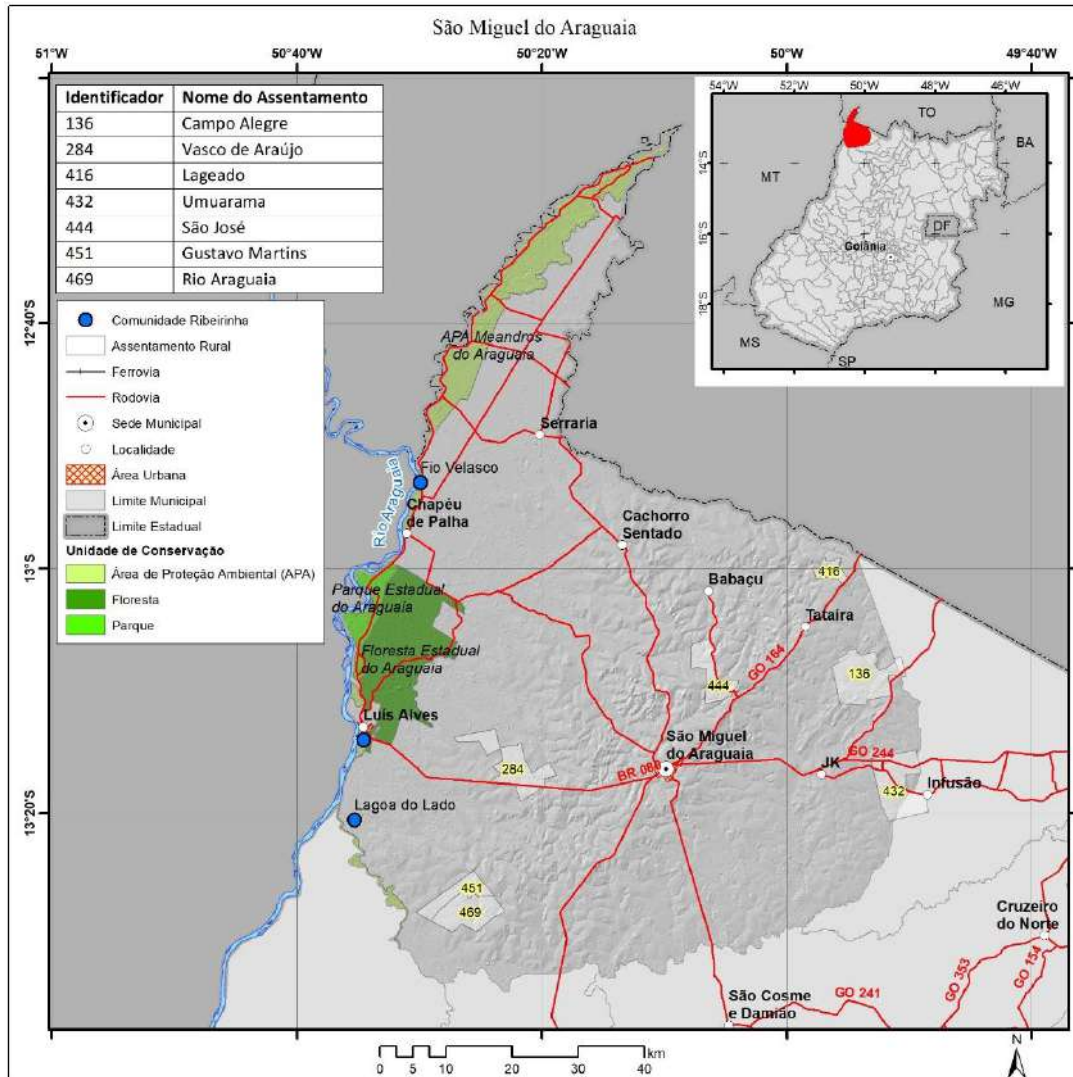 São Miguel do Araguaia
51°W
50°40'W
50°20'W
50°W
49°40'W
Identificador Nome do Assentamento
136 Campo Alegre
284 Vasco de Araújo
416 Lageado
432 Umuarama
444 São José
451 Gustavo Martins
469 Rio Araguaia
54°W
52°W
50°W
48°W
46°W
TO
BA
MT
DF
Goiânia
MG
MS
SP
14°S
16°S
18°S
12°40'S
13°S
13°20'S
Comunidade Ribeirinha
Assentamento Rural
Ferrovia
Rodovia
Sede Municipal
Localidade
Área Urbana
Limite Municipal
Limite Estadual
Unidade de Conservação
Área de Proteção Ambiental (APA)
Floresta
Parque
APA Meandros
do Araguaia
Serraria
Fio Velasco
Rio Araguaia
Chapéu
de Palha
Cachorro
Sentado
Babaçu
416
Tataira
Parque Estadual
do Araguaia
Floresta Estadual
do Araguaia
GO 164
136
444
Luis Alves
São Miguel
do Araguaia
GO 244
BR 080
284
JK
432
Infusão
Lagoa do Lado
451
469
Cruzeiro
do Norte
GO 353
GO 154
São Cosme
e Damião
GO 241
0 5 10 20 30 40
km
N